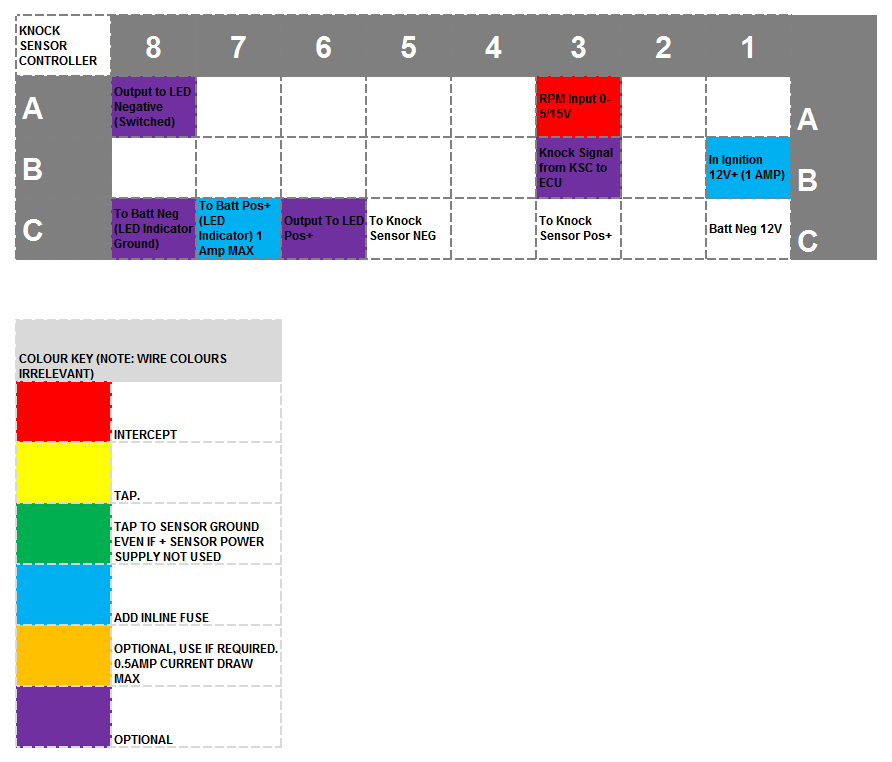 KNOCK
SENSOR
CONTROLLER
8 7 6 5 4 3 2 1
A
Output to LED
Negative
(Switched)
RPM Input 0-
5/15V
A
B
Knock Signal
from KSC to
ECU
In Ignition
12V+ (1 AMP)
B
C
To Batt Neg
(LED Indicator
Ground)
To Batt Pos+
(LED
Indicator) 1
Amp MAX
Output To LED
Pos+
To Knock
Sensor NEG
To Knock
Sensor Pos+
Batt Neg 12V
C
COLOUR KEY (NOTE: WIRE COLOURS
IRRELEVANT)
INTERCEPT
TAP.
TAP TO SENSOR GROUND
EVEN IF + SENSOR POWER
SUPPLY NOT USED
ADD INLINE FUSE
OPTIONAL, USE IF REQUIRED.
0.5AMP CURRENT DRAW
MAX
OPTIONAL